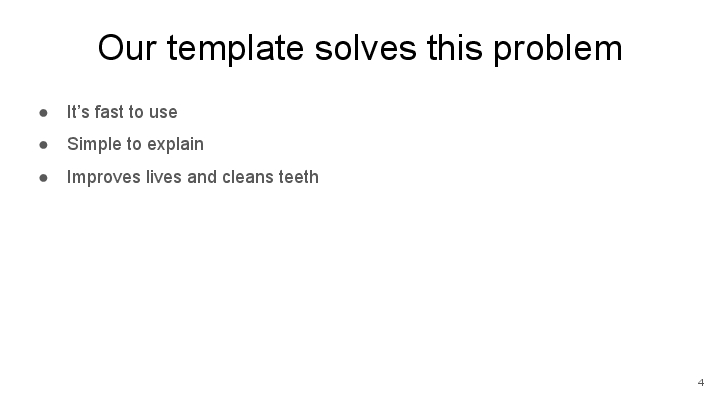 Our template solves this problem
● It’s fast to use
● Simple to explain
● Improves lives and cleans teeth
4